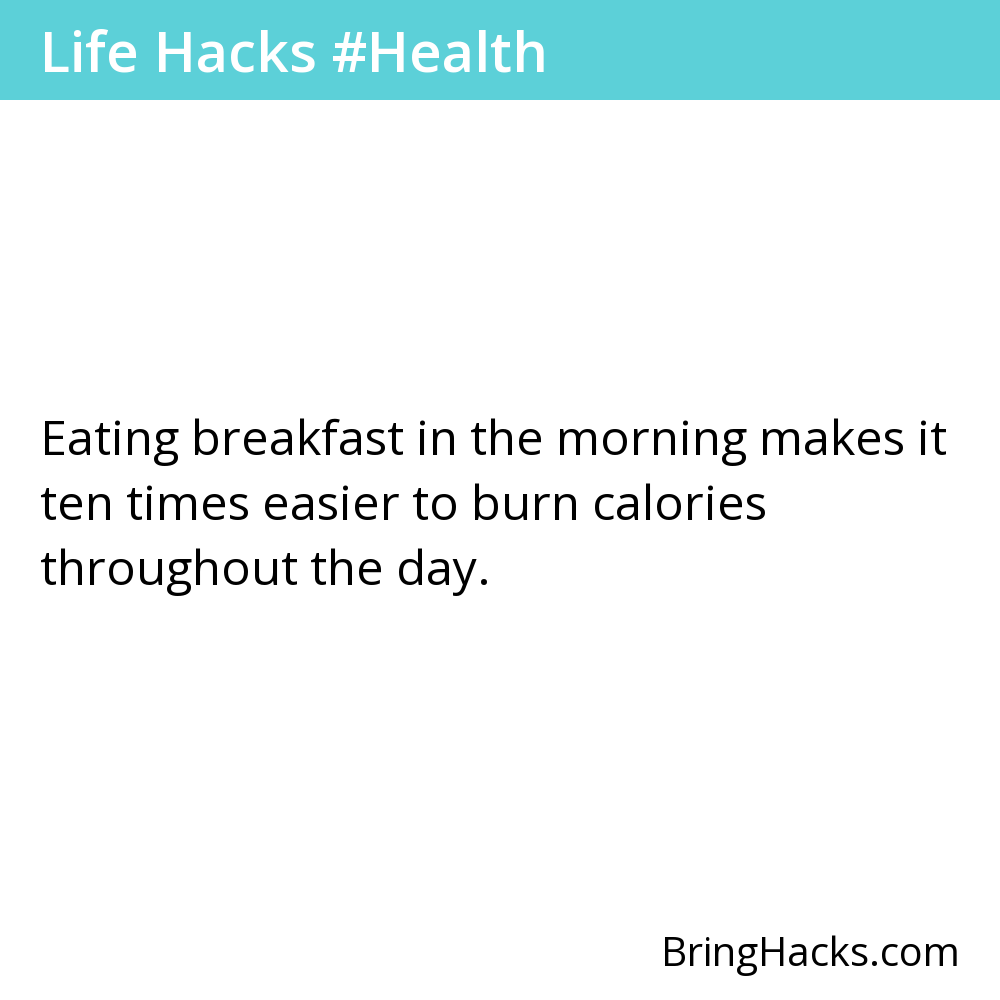 Life Hacks #Health
Eating breakfast in the morning makes it
ten times easier to burn calories
throughout the day.
BringHacks.com